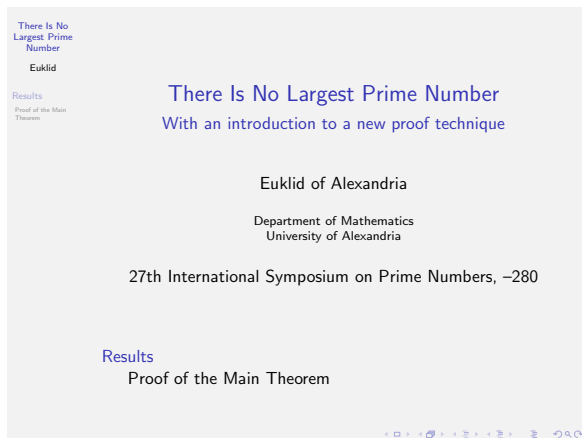 There Is No
Largest Prime
Number
Euklid
Results
Proof of the Main
Theorem
There Is No Largest Prime Number
With an introduction to a new proof technique
Euklid of Alexandria
Department of Mathematics
University of Alexandria
27th International Symposium on Prime Numbers, –280
Results
Proof of the Main Theorem